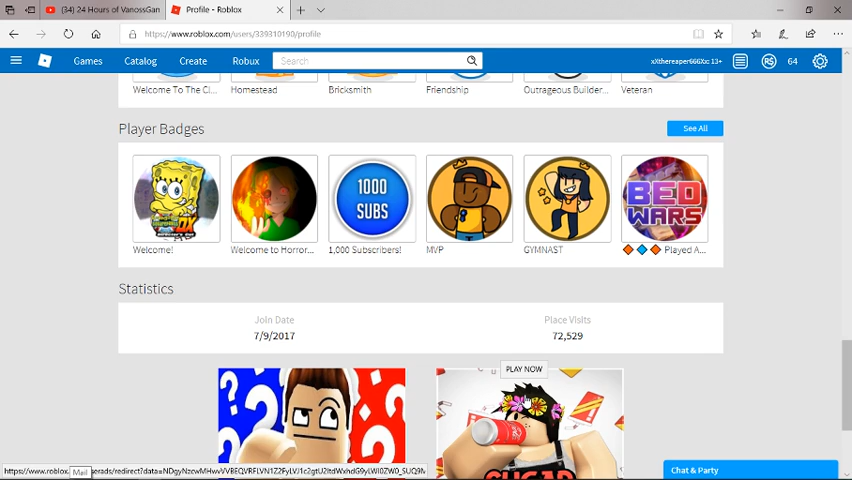 (34) 24 Hours of VanossGan
Profile - Roblox
https://www.roblox.com/users/339310190/profile
Games Catalog Create Robux Search xXthereaper666Xx: 13+ R$ 64
Welcome To The Cl... Homestead Bricksmith Friendship Outrageous Builder... Veteran
Player Badges
See All
1000 SUBS
BED WARS
Welcome! Welcome to Horror... 1,000 Subscribers! MVP GYMNAST Played A...
Statistics
Join Date Place Visits
7/9/2017 72,529
PLAY NOW
SUGAR
Mail
Chat & Party